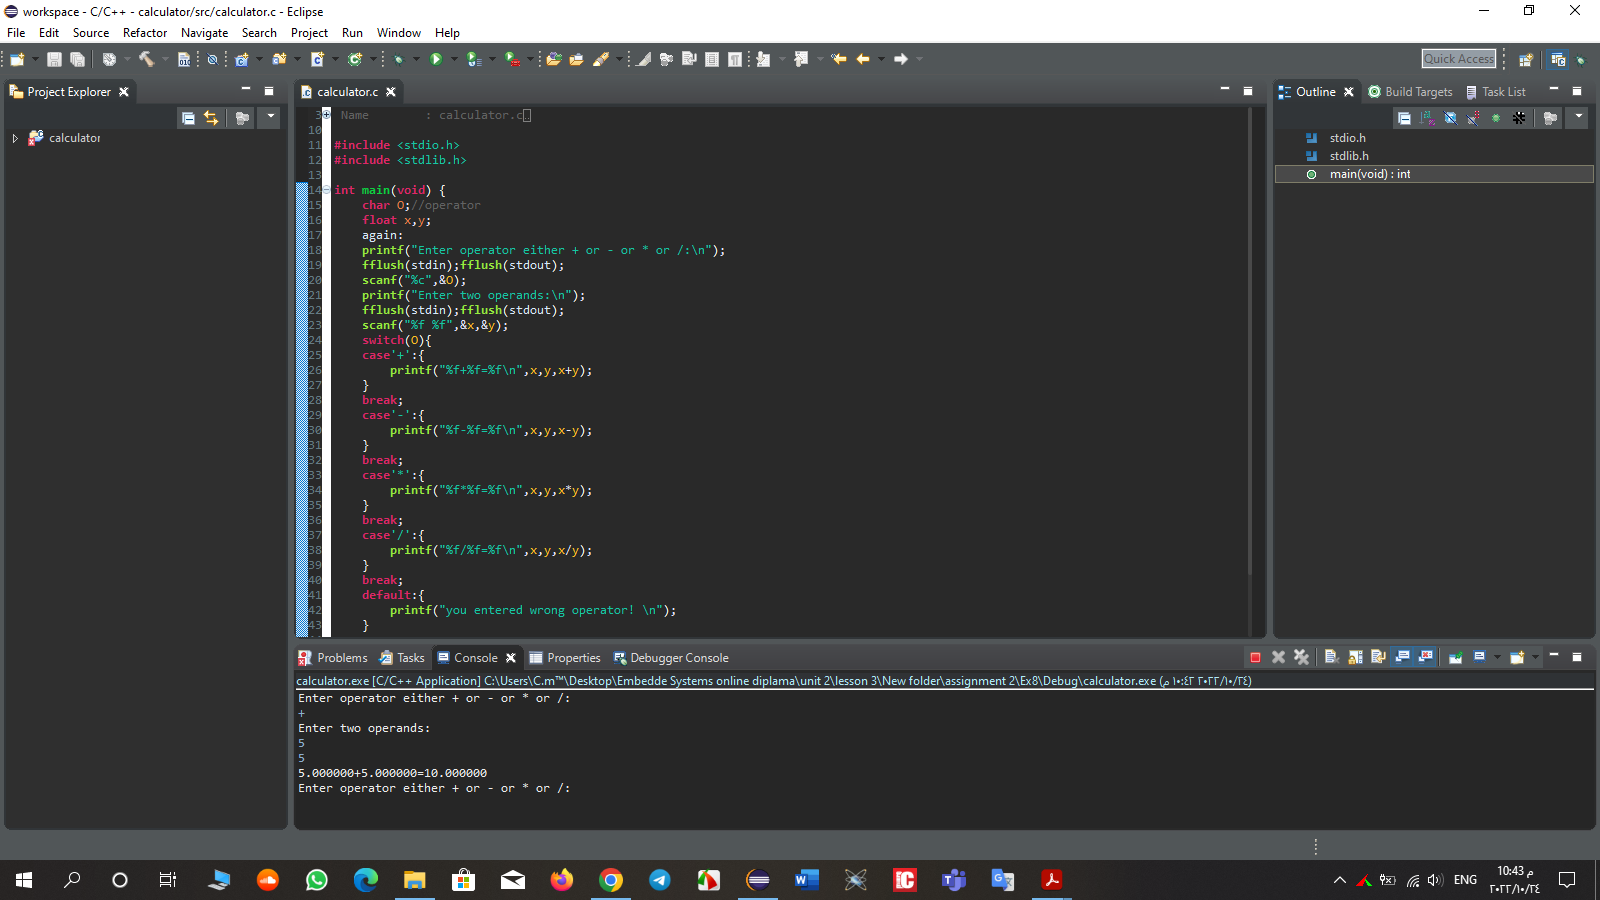 workspace - C/C++ - calculator/src/calculator.c - Eclipse
File Edit Source Refactor Navigate Search Project Run Window Help
Quick Access
Project Explorer
calculator
calculator.c
3 Name : calculator.c
10
11 #include <stdio.h>
12 #include <stdlib.h>
13
14 int main(void) {
15 char O;//operator
16 float x,y;
17 again:
18 printf("Enter operator either + or - or * or /:\n");
19 fflush(stdin);fflush(stdout);
20 scanf("%c",&O);
21 printf("Enter two operands:\n");
22 fflush(stdin);fflush(stdout);
23 scanf("%f %f",&x,&y);
24 switch(O){
25 case'+':{
26 printf("%f+%f=%f\n",x,y,x+y);
27 }
28 break;
29 case'-':{
30 printf("%f-%f=%f\n",x,y,x-y);
31 }
32 break;
33 case'*':{
34 printf("%f*%f=%f\n",x,y,x*y);
35 }
36 break;
37 case'/':{
38 printf("%f/%f=%f\n",x,y,x/y);
39 }
40 break;
41 default:{
42 printf("you entered wrong operator! \n");
43 }
Outline Build Targets Task List
stdio.h
stdlib.h
main(void) : int
Problems Tasks Console Properties Debugger Console
calculator.exe [C/C++ Application] C:\Users\C.m™\Desktop\Embedde Systems online diplama\unit 2\lesson 3\New folder\assignment 2\Ex8\Debug\calculator.exe (٢٠٢٢/١٠/٢٤ ١٠:٤٣ م)
Enter operator either + or - or * or /:
+
Enter two operands:
5
5
5.000000+5.000000=10.000000
Enter operator either + or - or * or /:
ENG
10:43 م
٢٠٢٢/١٠/٢٤